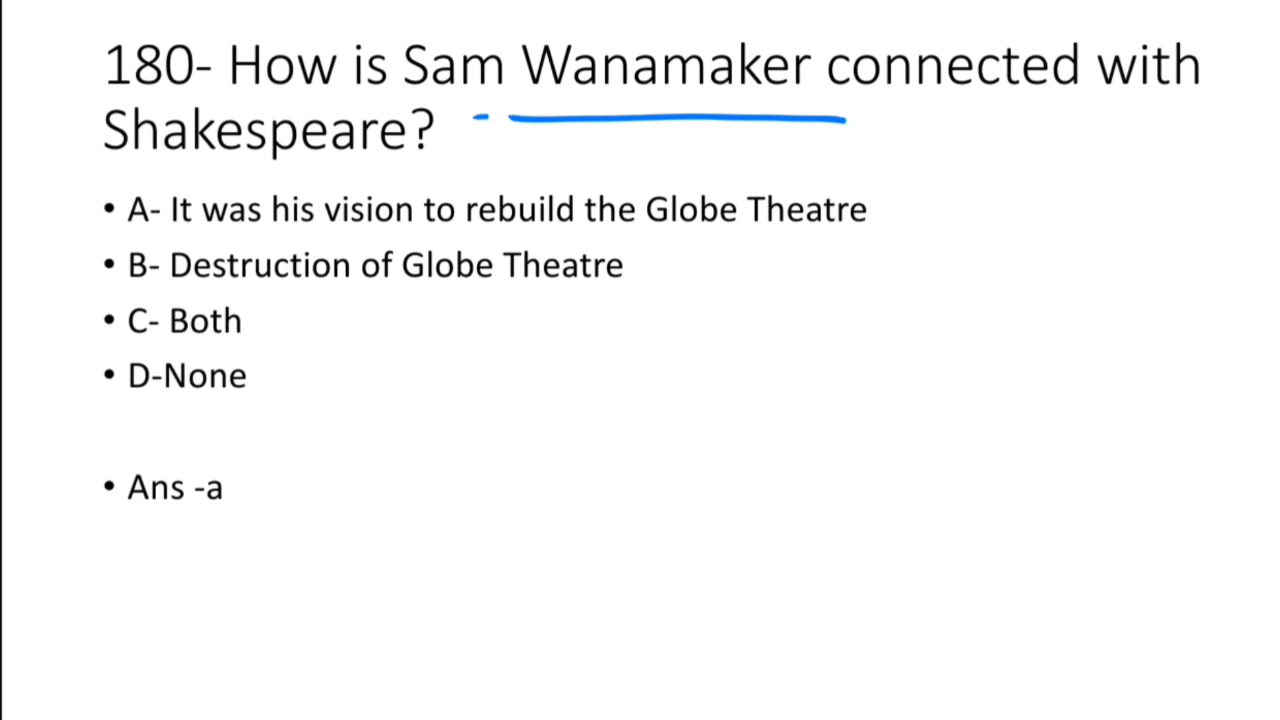 180- How is Sam Wanamaker connected with
Shakespeare?
• A- It was his vision to rebuild the Globe Theatre
• B- Destruction of Globe Theatre
• C- Both
• D-None
• Ans -a